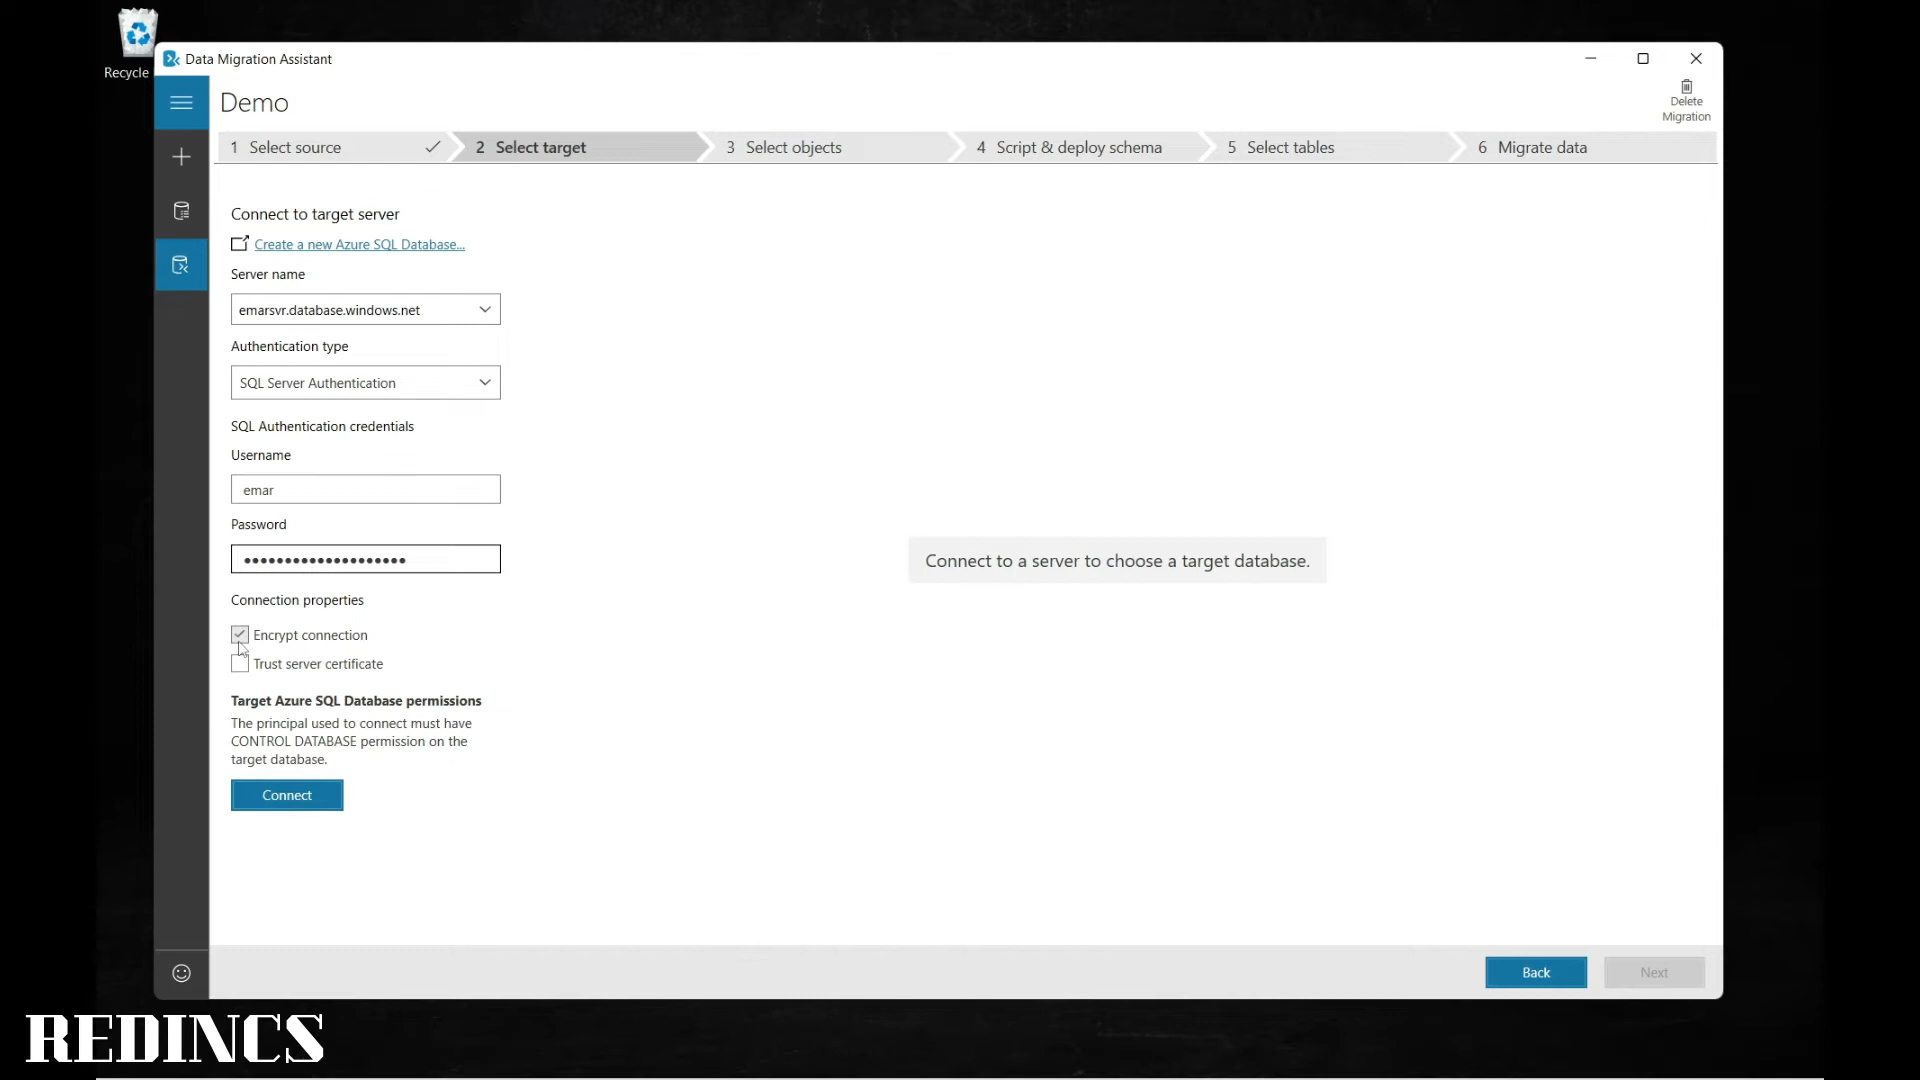 Recycle
Data Migration Assistant
Demo
Delete
Migration
1 Select source
2 Select target
3 Select objects
4 Script & deploy schema
5 Select tables
6 Migrate data
Connect to target server
Create a new Azure SQL Database...
Server name
emarsvr.database.windows.net
Authentication type
SQL Server Authentication
SQL Authentication credentials
Username
emar
Password
••••••••••••••••••••
Connect to a server to choose a target database.
Connection properties
Encrypt connection
Trust server certificate
Target Azure SQL Database permissions
The principal used to connect must have
CONTROL DATABASE permission on the
target database.
Connect
Back
Next
REDINCS